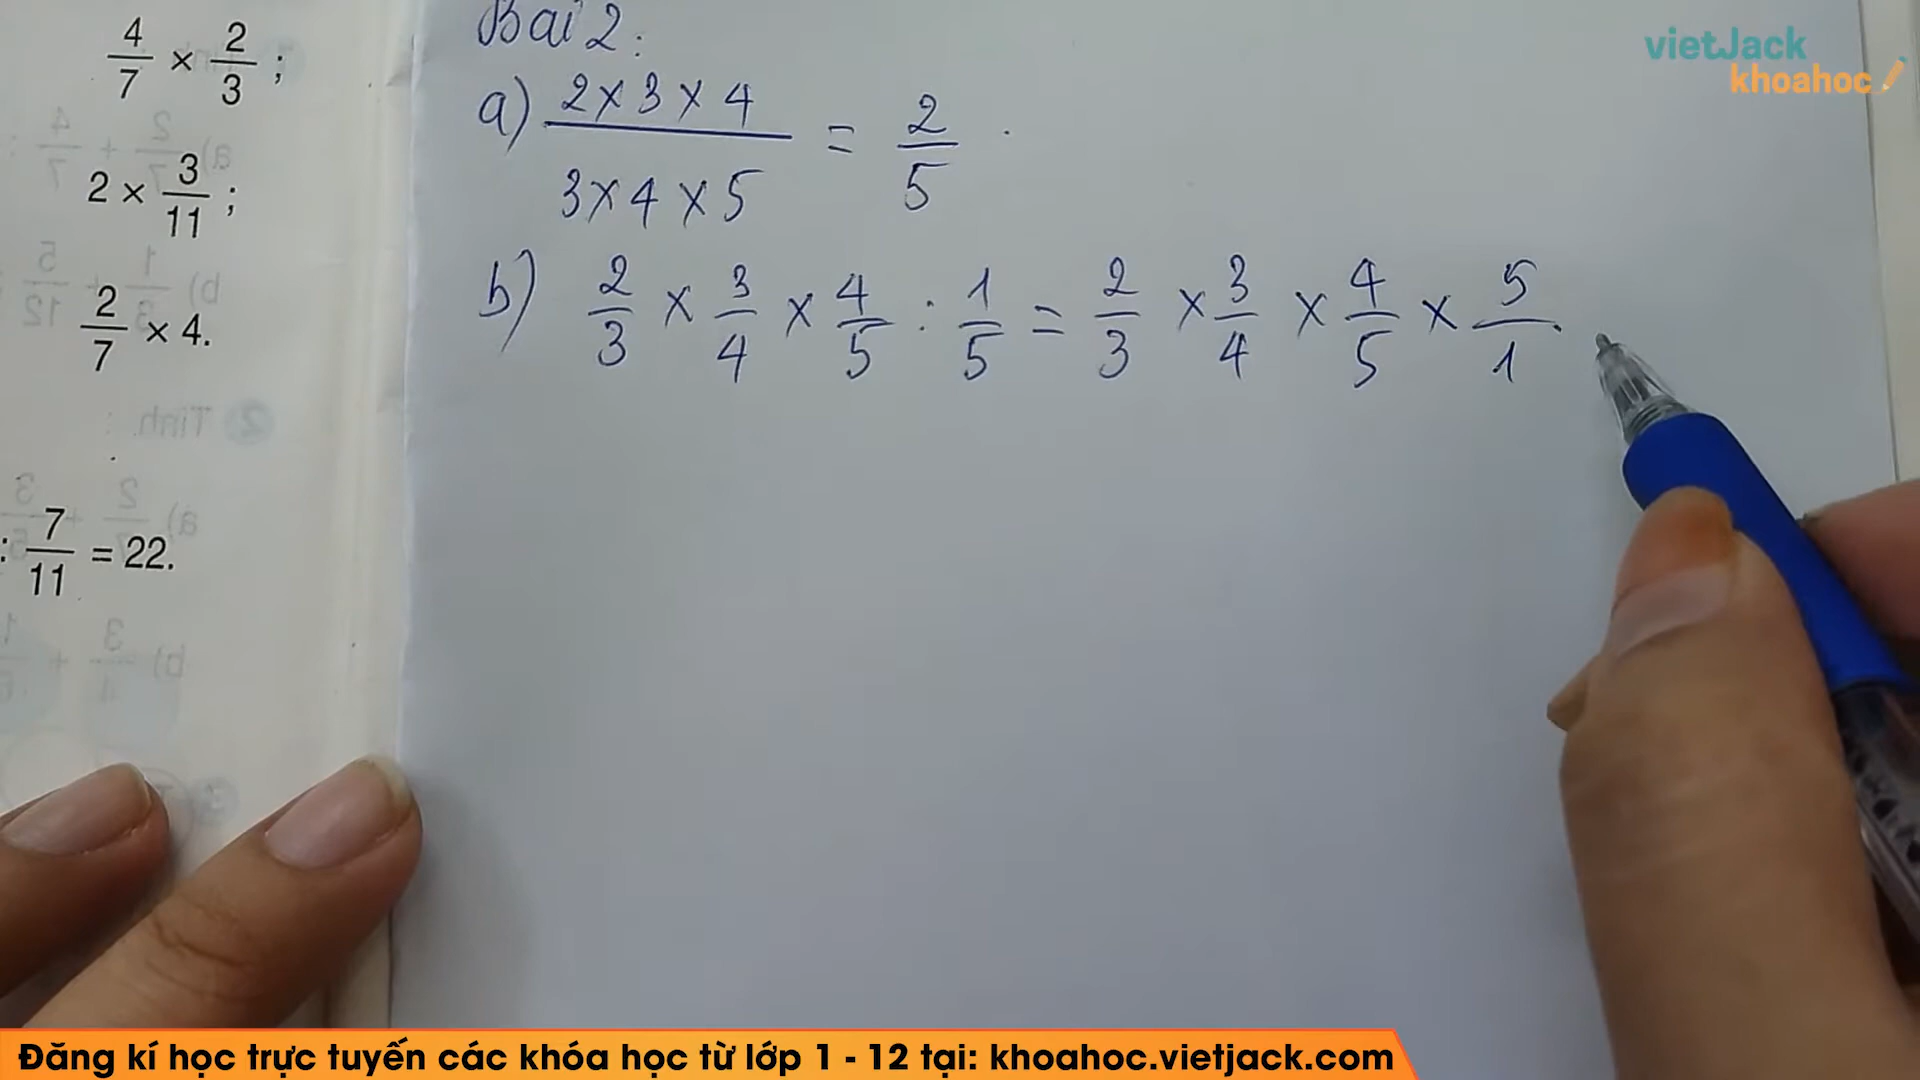 4/7 × 2/3 ;
2 × 3/11 ;
2/7 × 4.
: 7/11 = 22.
Bài 2:
a) (2 × 3 × 4)/(3 × 4 × 5) = 2/5
b) 2/3 × 3/4 × 4/5 : 1/5 = 2/3 × 3/4 × 4/5 × 5/1
vietJack
khoahoc
Đăng kí học trực tuyến các khóa học từ lớp 1 - 12 tại: khoahoc.vietjack.com